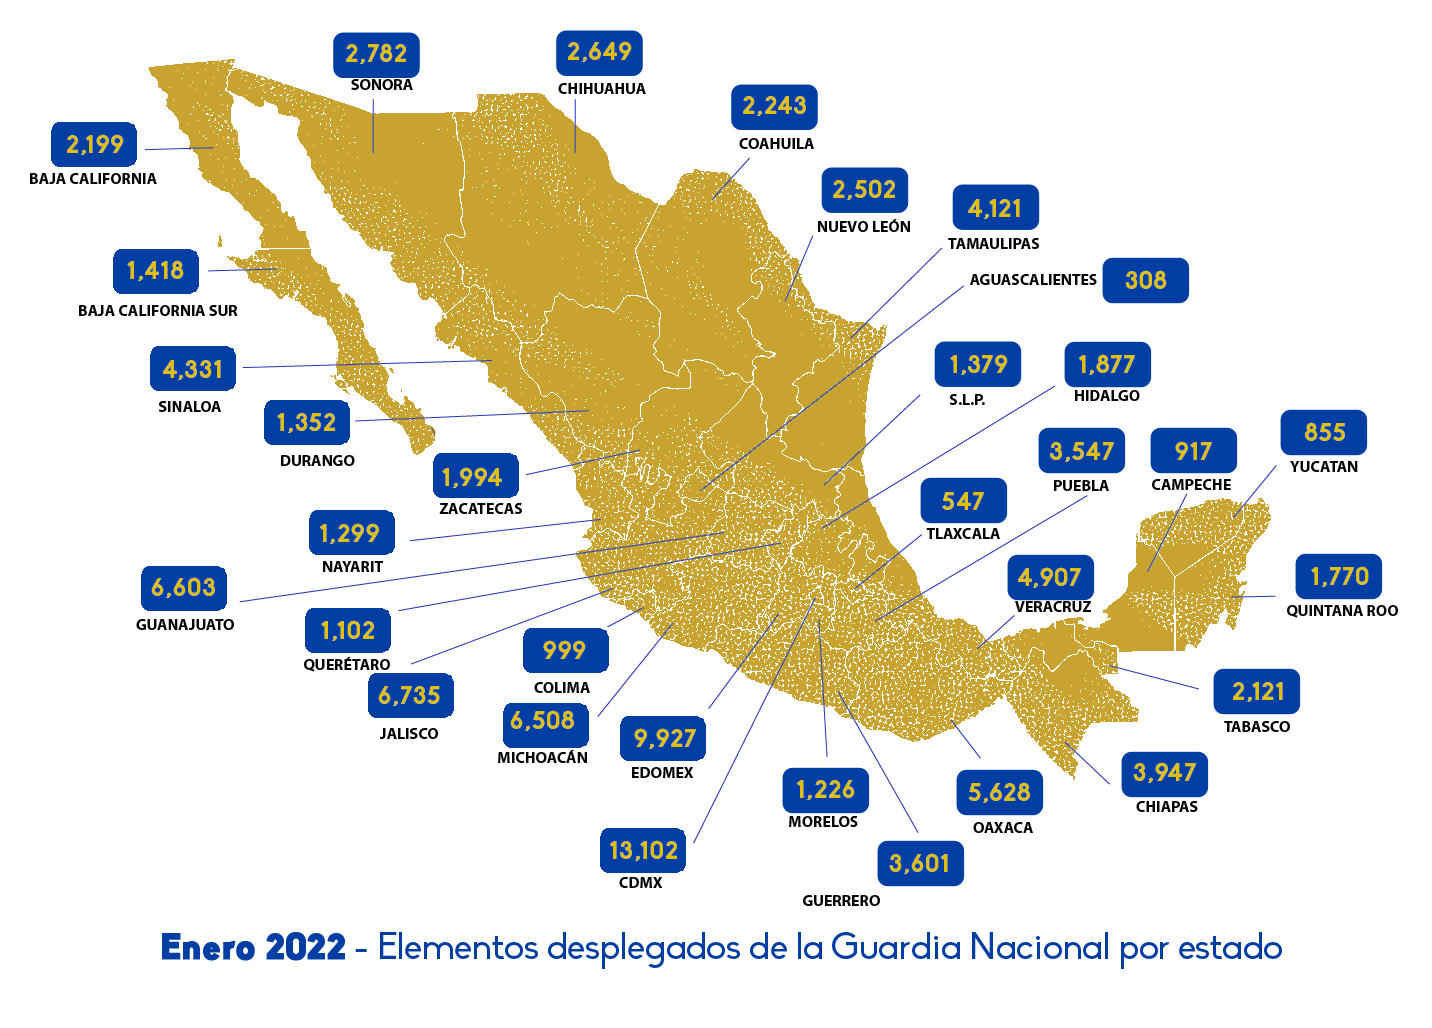 2,782
SONORA
2,649
CHIHUAHUA
2,243
COAHUILA
2,199
BAJA CALIFORNIA
2,502
NUEVO LEÓN
4,121
TAMAULIPAS
AGUASCALIENTES 308
1,418
BAJA CALIFORNIA SUR
4,331
SINALOA
1,379
S.L.P.
1,877
HIDALGO
1,352
DURANGO
3,547
PUEBLA
917
CAMPECHE
855
YUCATAN
1,994
ZACATECAS
547
TLAXCALA
1,299
NAYARIT
4,907
VERACRUZ
1,770
QUINTANA ROO
6,603
GUANAJUATO
1,102
QUERÉTARO
999
COLIMA
6,735
JALISCO
6,508
MICHOACÁN
9,927
EDOMEX
2,121
TABASCO
3,947
CHIAPAS
1,226
MORELOS
5,628
OAXACA
13,102
CDMX
3,601
GUERRERO
Enero 2022 - Elementos desplegados de la Guardia Nacional por estado